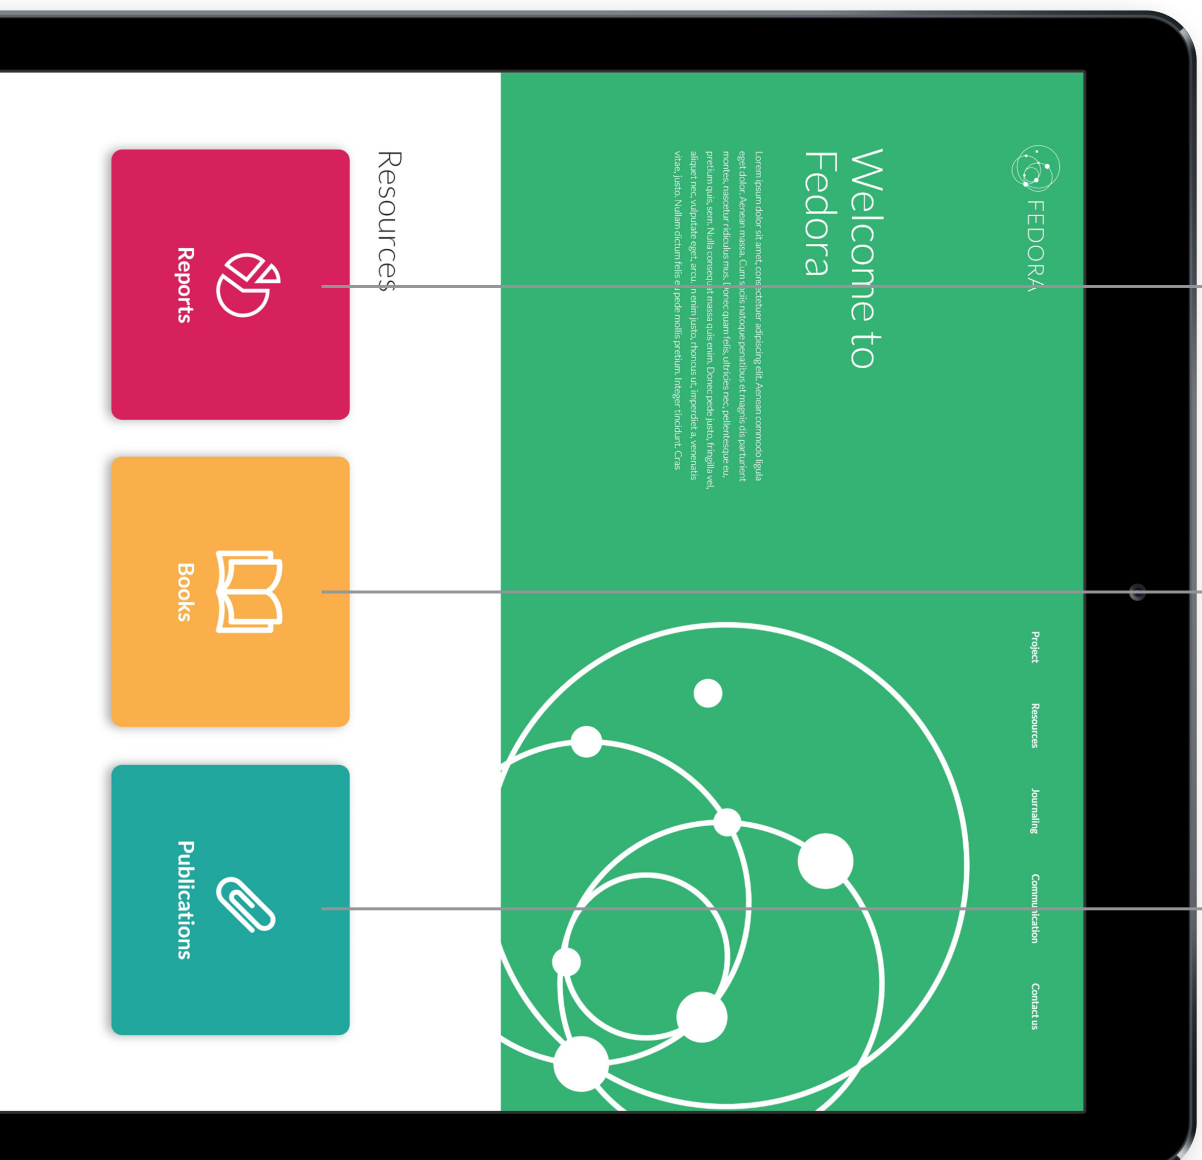 FEDORA
Project
Resources
Journaling
Communication
Contact us
Welcome to
Fedora
Lorem ipsum dolor sit amet, consectetuer adipiscing elit. Aenean commodo ligula
eget dolor. Aenean massa. Cum sociis natoque penatibus et magnis dis parturient
montes, nascetur ridiculus mus. Donec quam felis, ultricies nec, pellentesque eu,
pretium quis, sem. Nulla consequat massa quis enim. Donec pede justo, fringilla vel,
aliquet nec, vulputate eget, arcu. In enim justo, rhoncus ut, imperdiet a, venenatis
vitae, justo. Nullam dictum felis eu pede mollis pretium. Integer tincidunt. Cras
Resources
Reports
Books
Publications